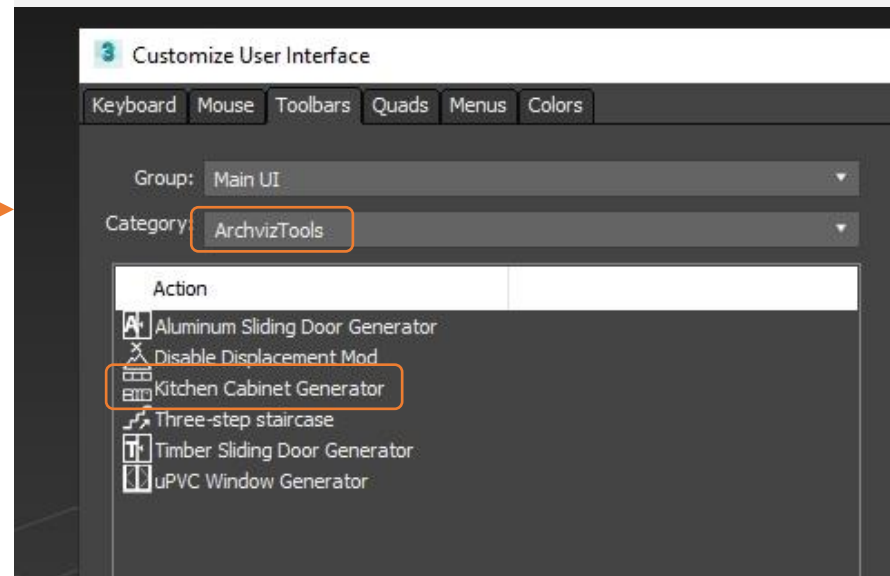 3 Customize User Interface
Keyboard Mouse Toolbars Quads Menus Colors
Group: Main UI
Category: ArchvizTools
Action
A Aluminum Sliding Door Generator
Disable Displacement Mod
Kitchen Cabinet Generator
Three-step staircase
T Timber Sliding Door Generator
uPVC Window Generator